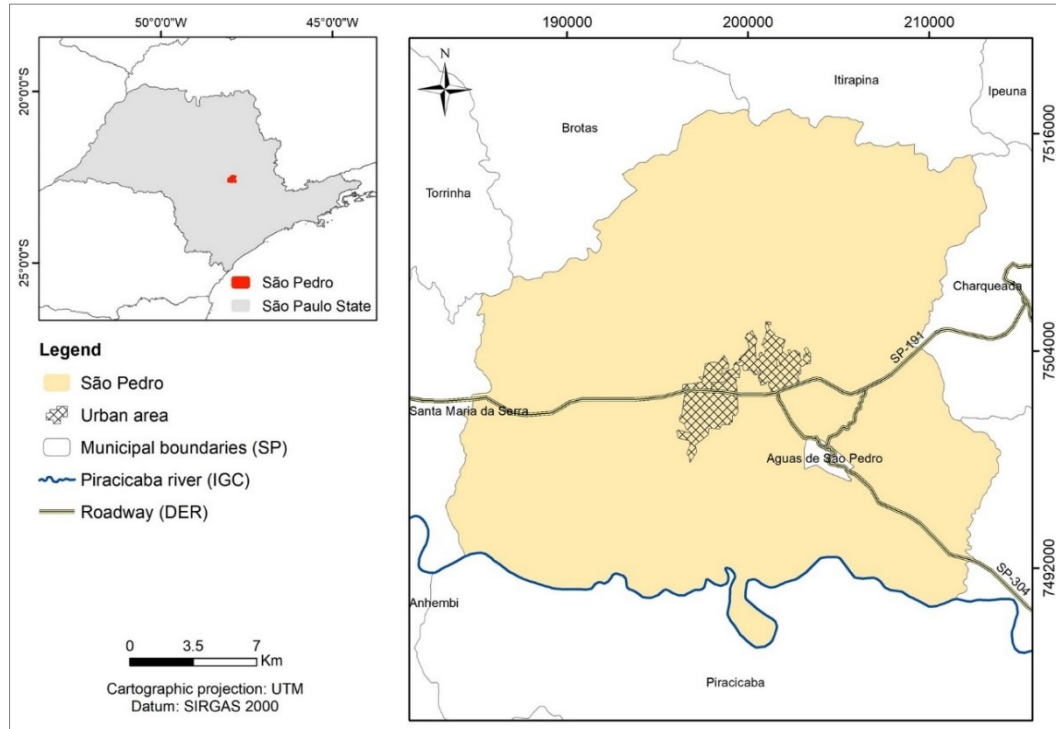 50°0'0"W
45°0'0"W
20°0'0"S
25°0'0"S
São Pedro
São Paulo State
Legend
São Pedro
Urban area
Municipal boundaries (SP)
Piracicaba river (IGC)
Roadway (DER)
0 3.5 7
Km
Cartographic projection: UTM
Datum: SIRGAS 2000
190000
200000
210000
N
Itirapina
Ipeuna
Brotas
7516000
Torrinha
Charqueada
SP-191
7504000
Santa Maria da Serra
Aguas de São Pedro
7492000
SP-304
Anhembi
Piracicaba